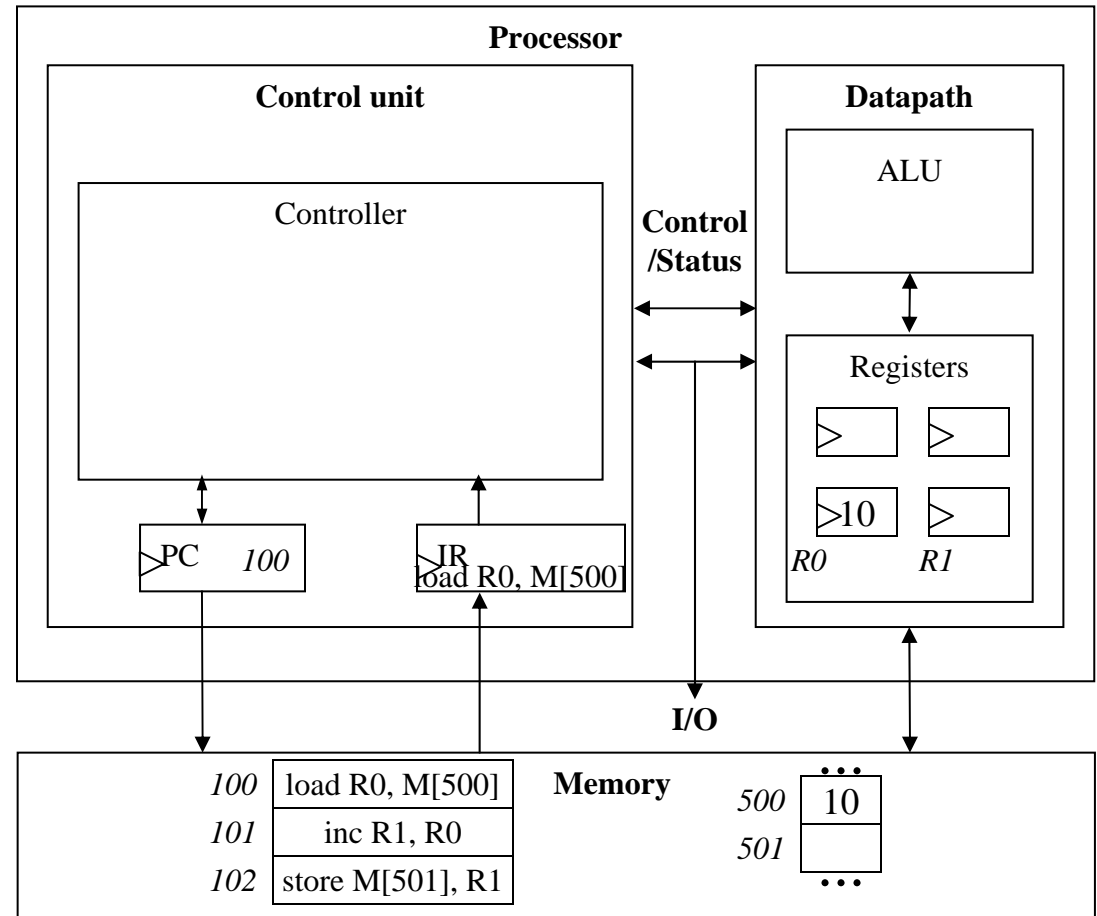 Processor
Control unit
Datapath
ALU
Controller
Control
/Status
Registers
10
R0 R1
PC 100
IR
load R0, M[500]
I/O
Memory
100 load R0, M[500]
101 inc R1, R0
102 store M[501], R1
...
500 10
501
...